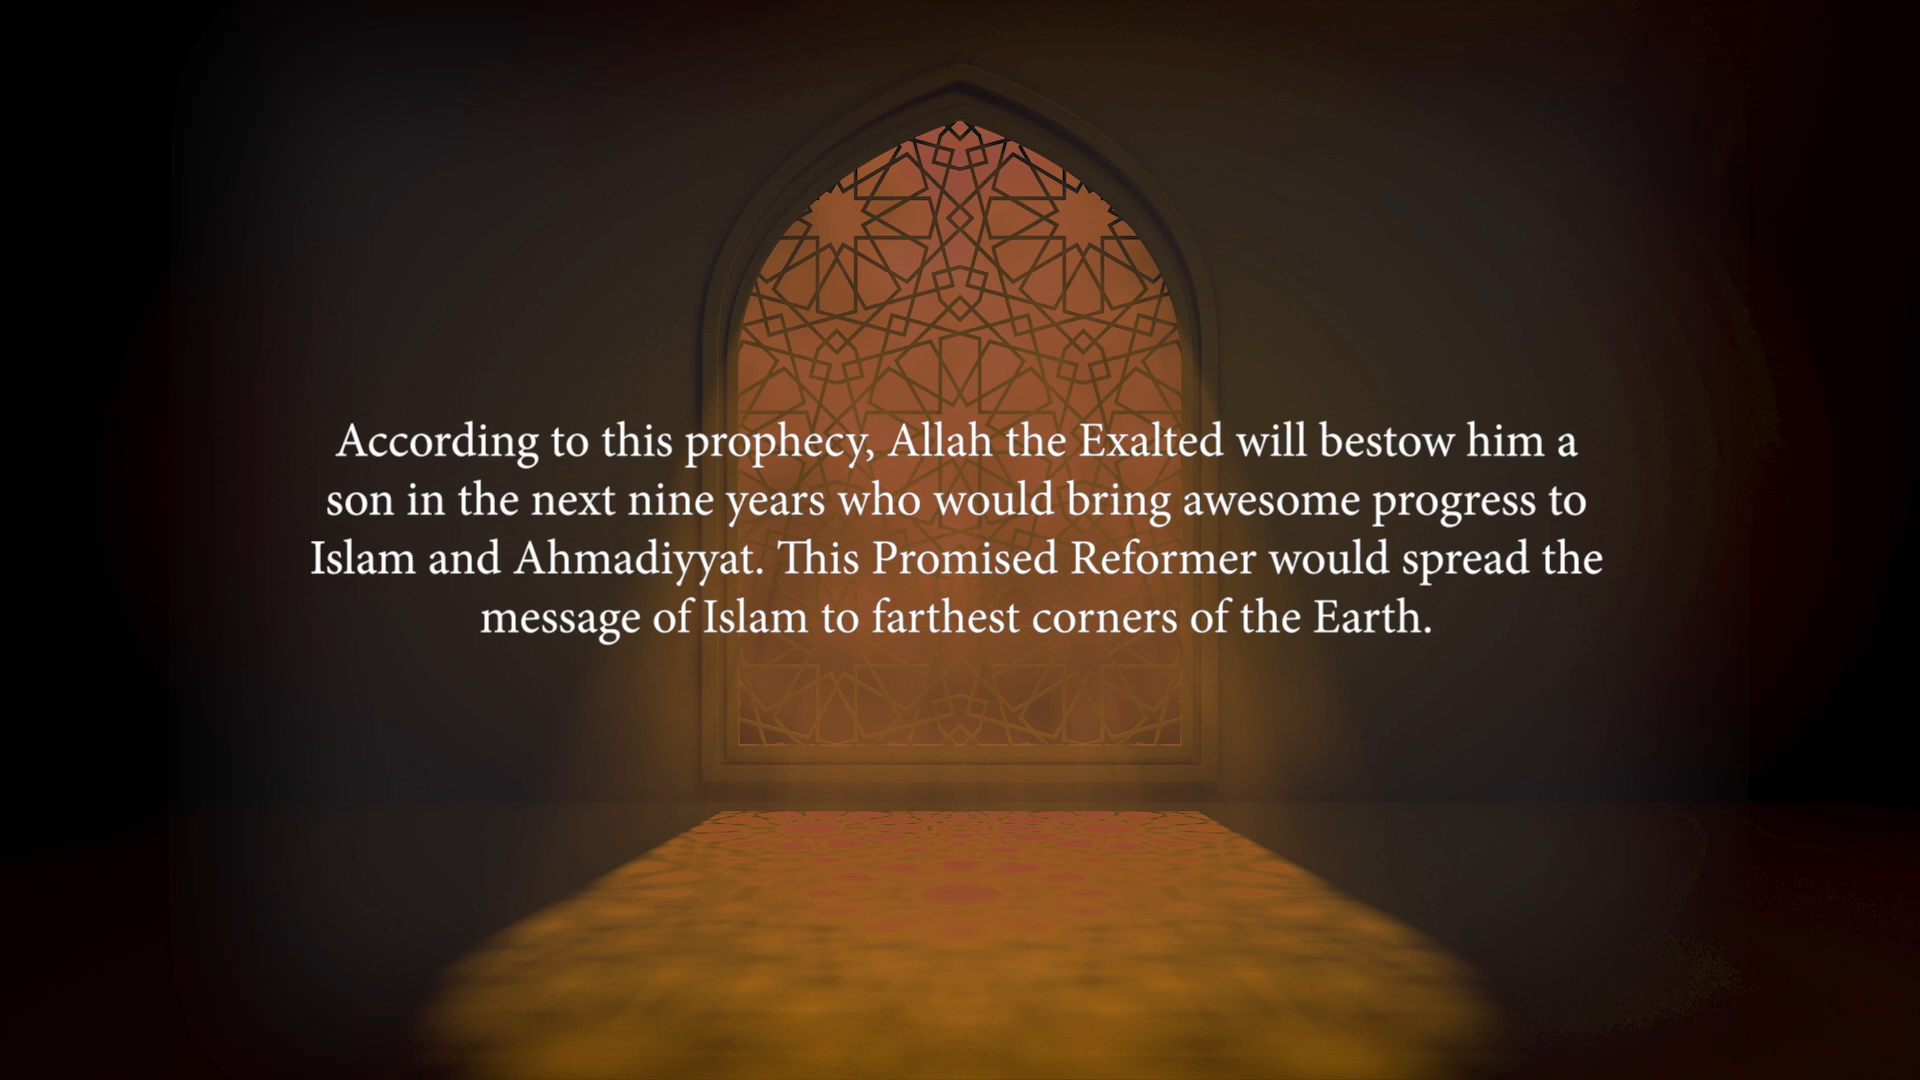 According to this prophecy, Allah the Exalted will bestow him a
son in the next nine years who would bring awesome progress to
Islam and Ahmadiyyat. This Promised Reformer would spread the
message of Islam to farthest corners of the Earth.